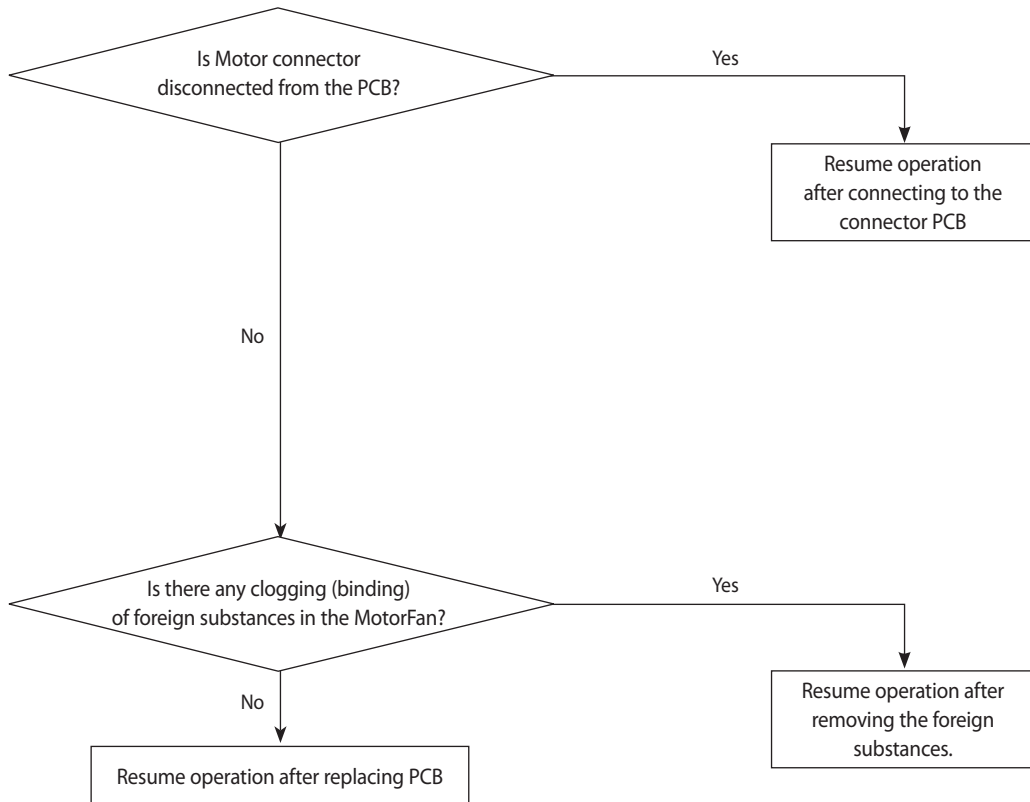 Is Motor connector
disconnected from the PCB?
Yes
Resume operation
after connecting to the
connector PCB
No
Is there any clogging (binding)
of foreign substances in the MotorFan?
Yes
Resume operation after
removing the foreign
substances.
No
Resume operation after replacing PCB